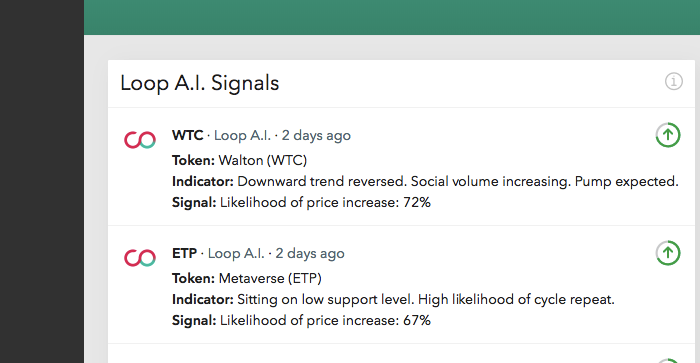 Loop A.I. Signals
WTC · Loop A.I. · 2 days ago
Token: Walton (WTC)
Indicator: Downward trend reversed. Social volume increasing. Pump expected.
Signal: Likelihood of price increase: 72%
ETP · Loop A.I. · 2 days ago
Token: Metaverse (ETP)
Indicator: Sitting on low support level. High likelihood of cycle repeat.
Signal: Likelihood of price increase: 67%